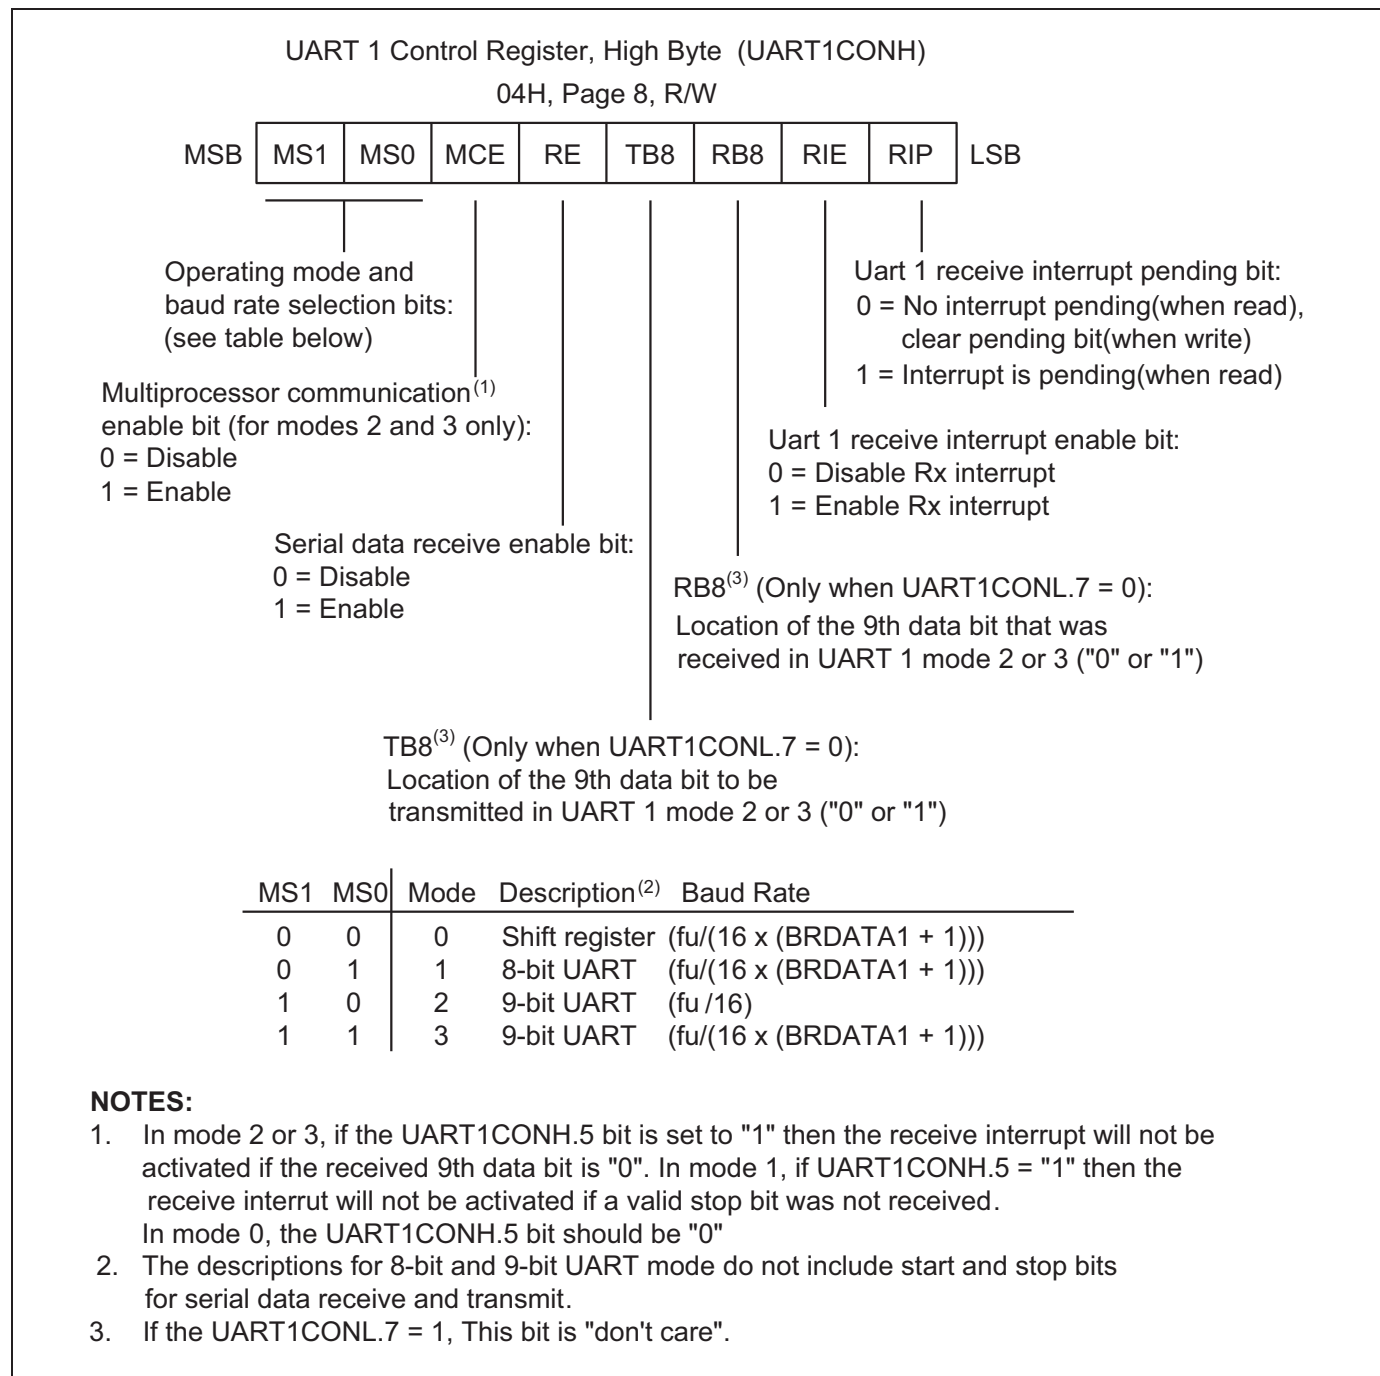 UART 1 Control Register, High Byte (UART1CONH)
04H, Page 8, R/W
MSB MS1 MS0 MCE RE TB8 RB8 RIE RIP LSB
Operating mode and
baud rate selection bits:
(see table below)
Multiprocessor communication(1)
enable bit (for modes 2 and 3 only):
0 = Disable
1 = Enable
Serial data receive enable bit:
0 = Disable
1 = Enable
TB8(3) (Only when UART1CONL.7 = 0):
Location of the 9th data bit to be
transmitted in UART 1 mode 2 or 3 ("0" or "1")
RB8(3) (Only when UART1CONL.7 = 0):
Location of the 9th data bit that was
received in UART 1 mode 2 or 3 ("0" or "1")
Uart 1 receive interrupt enable bit:
0 = Disable Rx interrupt
1 = Enable Rx interrupt
Uart 1 receive interrupt pending bit:
0 = No interrupt pending(when read),
clear pending bit(when write)
1 = Interrupt is pending(when read)
MS1 MS0 Mode Description(2) Baud Rate
0 0 0 Shift register (fu/(16 x (BRDATA1 + 1)))
0 1 1 8-bit UART (fu/(16 x (BRDATA1 + 1)))
1 0 2 9-bit UART (fu /16)
1 1 3 9-bit UART (fu/(16 x (BRDATA1 + 1)))
NOTES:
1. In mode 2 or 3, if the UART1CONH.5 bit is set to "1" then the receive interrupt will not be
activated if the received 9th data bit is "0". In mode 1, if UART1CONH.5 = "1" then the
receive interrut will not be activated if a valid stop bit was not received.
In mode 0, the UART1CONH.5 bit should be "0"
2. The descriptions for 8-bit and 9-bit UART mode do not include start and stop bits
for serial data receive and transmit.
3. If the UART1CONL.7 = 1, This bit is "don't care".